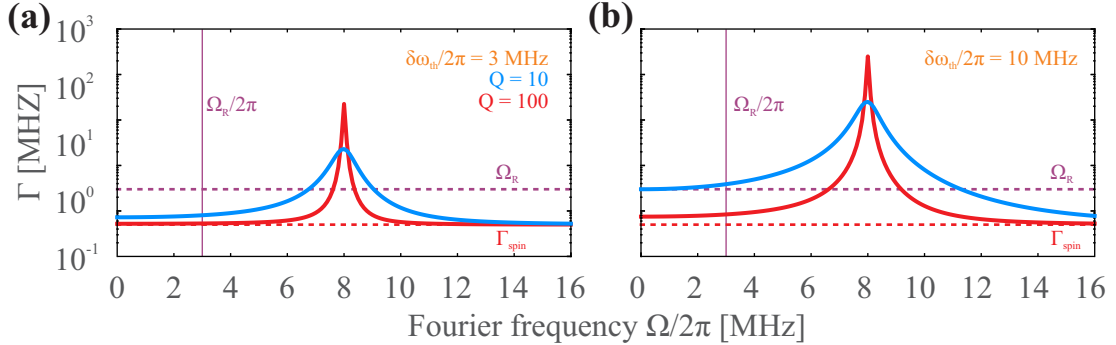 (a)
(b)
10³
10²
10¹
10⁰
10⁻¹
Γ [MHZ]
δω_th/2π = 3 MHz
Q = 10
Q = 100
Ω_R/2π
Ω_R
Γ_spin
0 2 4 6 8 10 12 14 16
δω_th/2π = 10 MHz
Ω_R/2π
Ω_R
Γ_spin
0 2 4 6 8 10 12 14 16
Fourier frequency Ω/2π [MHz]